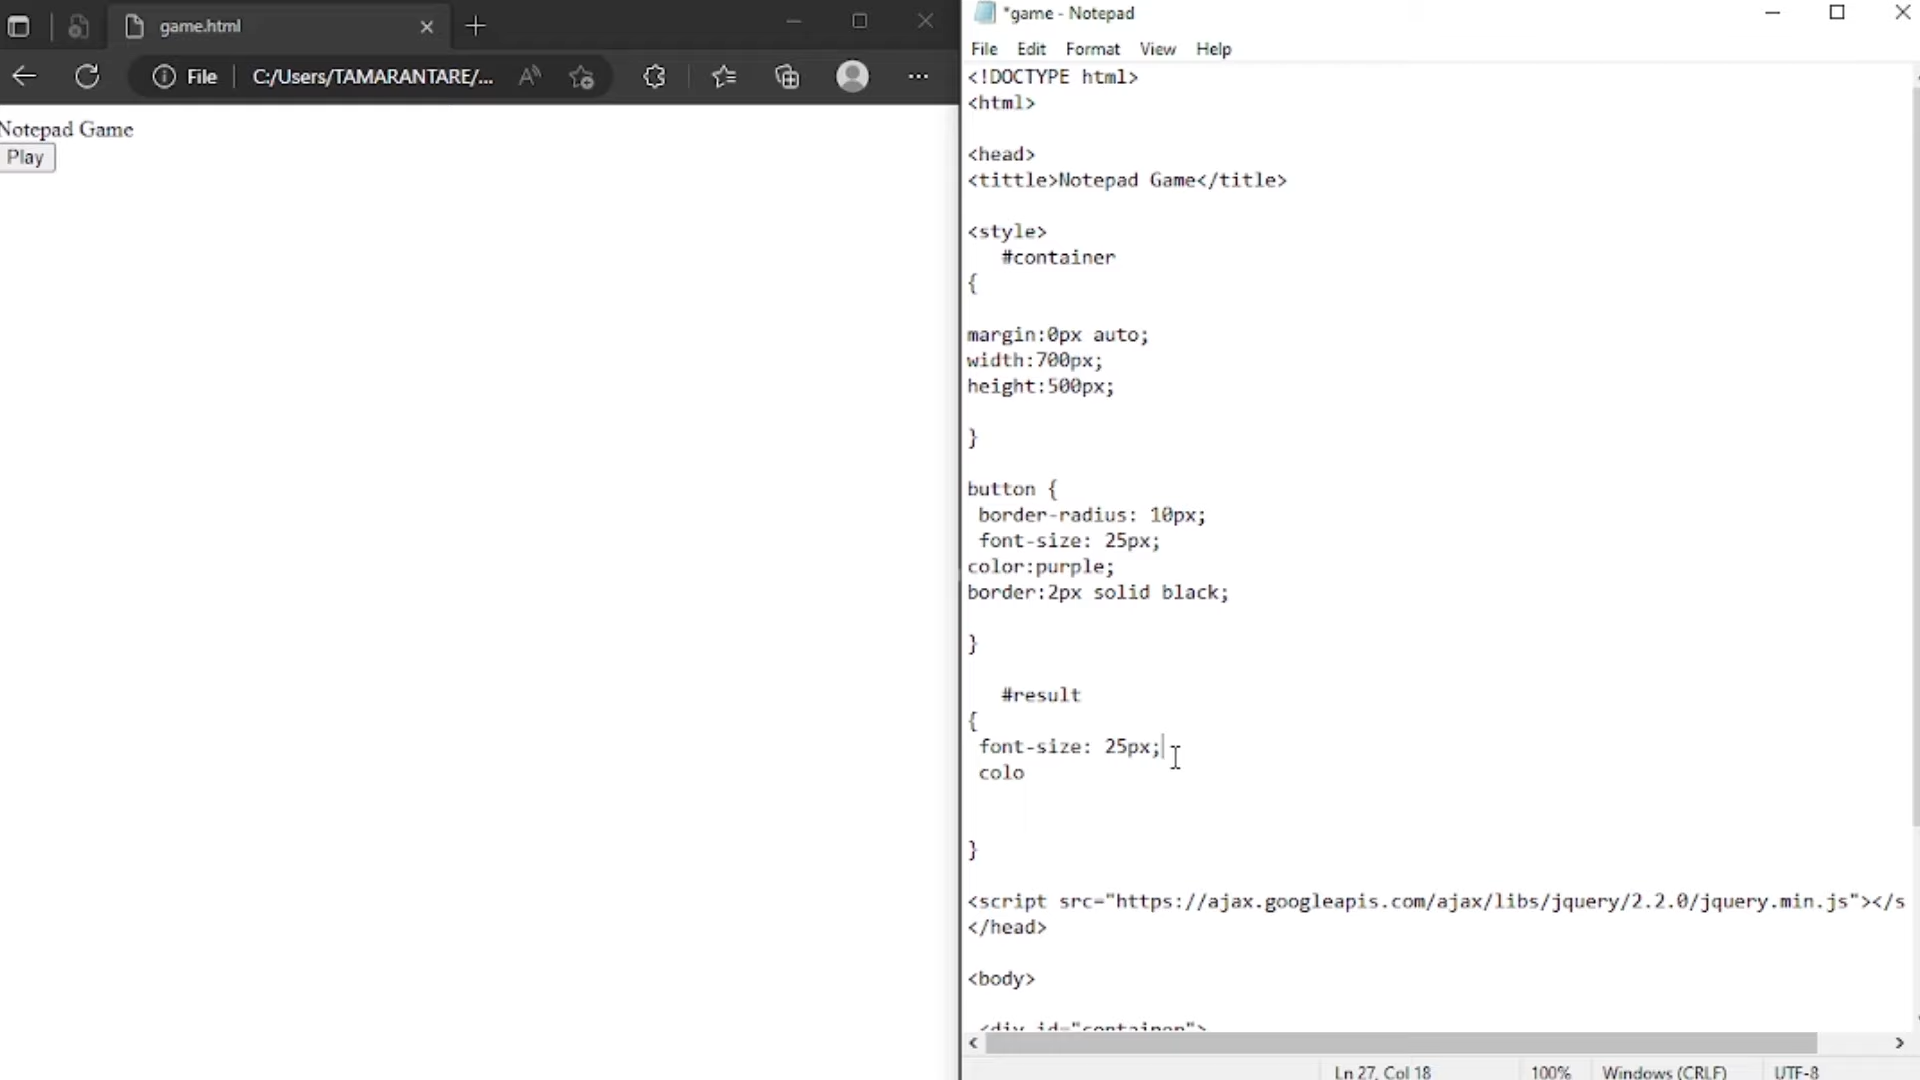 game.html
File
C:/Users/TAMARANTARE/...
Notepad Game
Play
*game - Notepad
File Edit Format View Help
<!DOCTYPE html>
<html>
<head>
<tittle>Notepad Game</title>
<style>
#container
{
margin:0px auto;
width:700px;
height:500px;
}
button {
border-radius: 10px;
font-size: 25px;
color:purple;
border:2px solid black;
}
#result
{
font-size: 25px;
colo
}
<script src="https://ajax.googleapis.com/ajax/libs/jquery/2.2.0/jquery.min.js"></s
</head>
<body>
<div id="container">
Ln 27, Col 18 100% Windows (CRLF) UTF-8